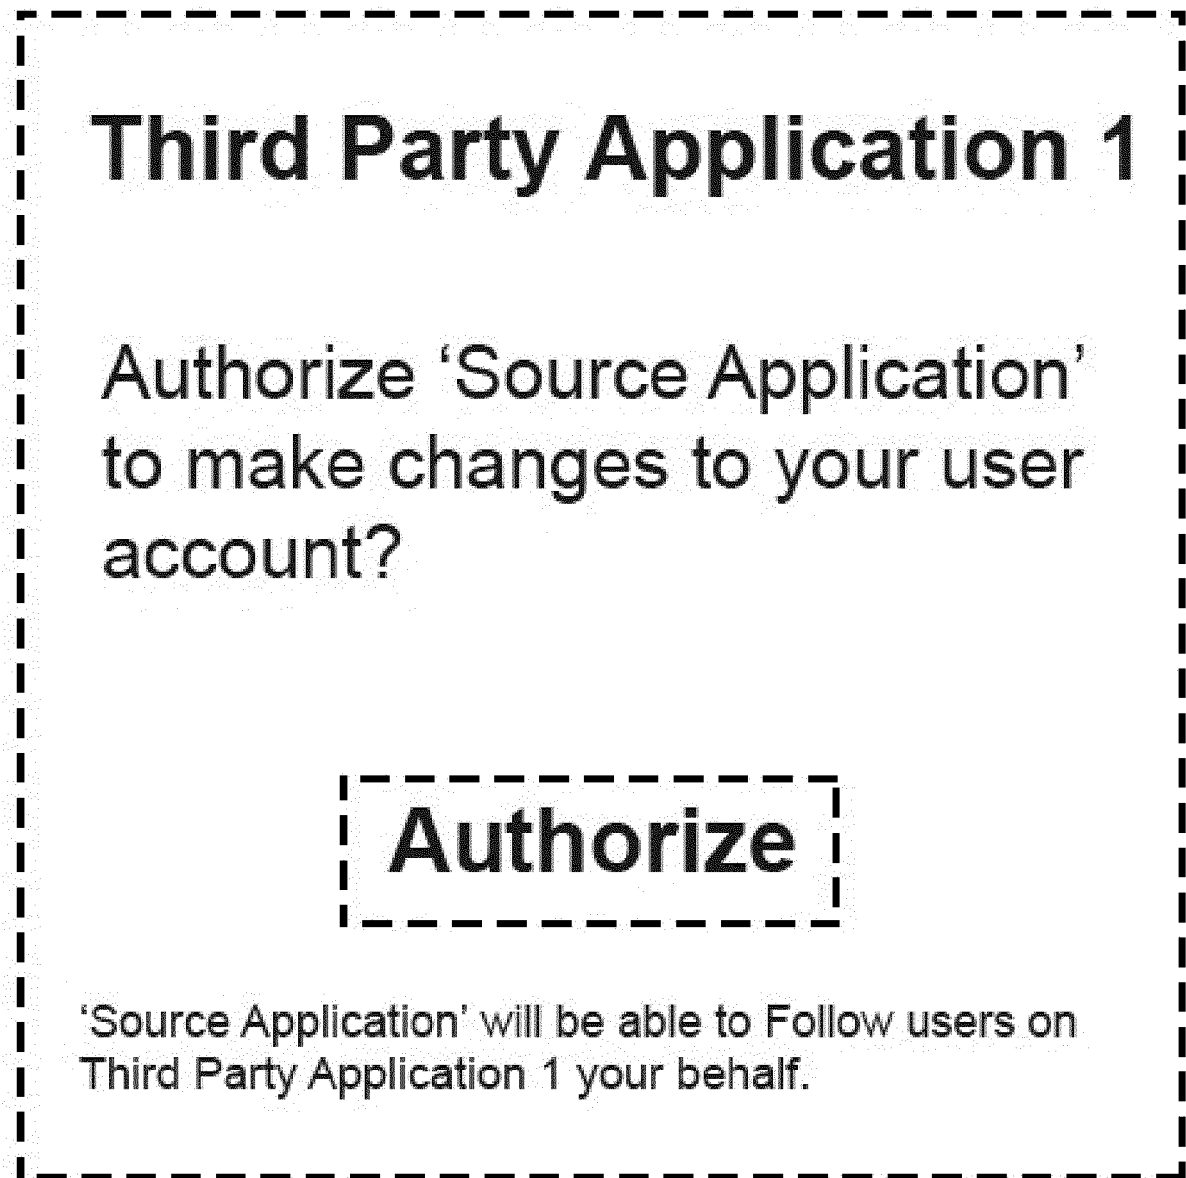 Third Party Application 1
Authorize ‘Source Application’
to make changes to your user
account?
Authorize
‘Source Application’ will be able to Follow users on
Third Party Application 1 your behalf.